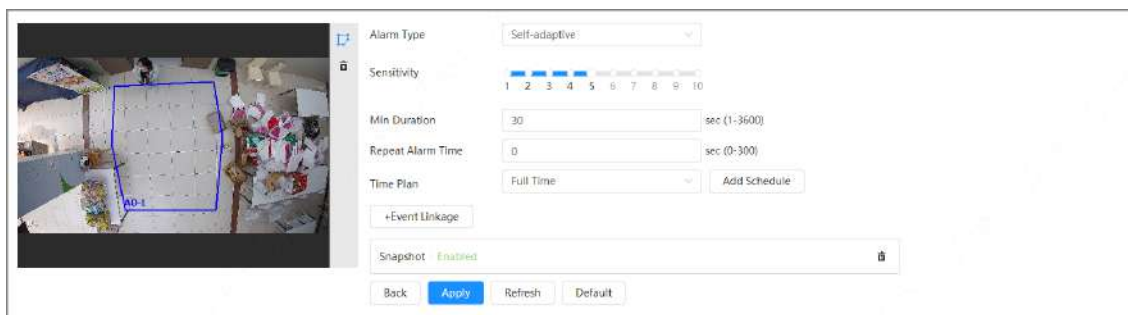 Alarm Type Self-adaptive
Sensitivity
1 2 3 4 5 6 7 8 9 10
Min Duration 30 sec (1-3600)
Repeat Alarm Time 0 sec (0-300)
Time Plan Full Time Add Schedule
+Event Linkage
AO-1
Snapshot Enabled
Back Apply Refresh Default